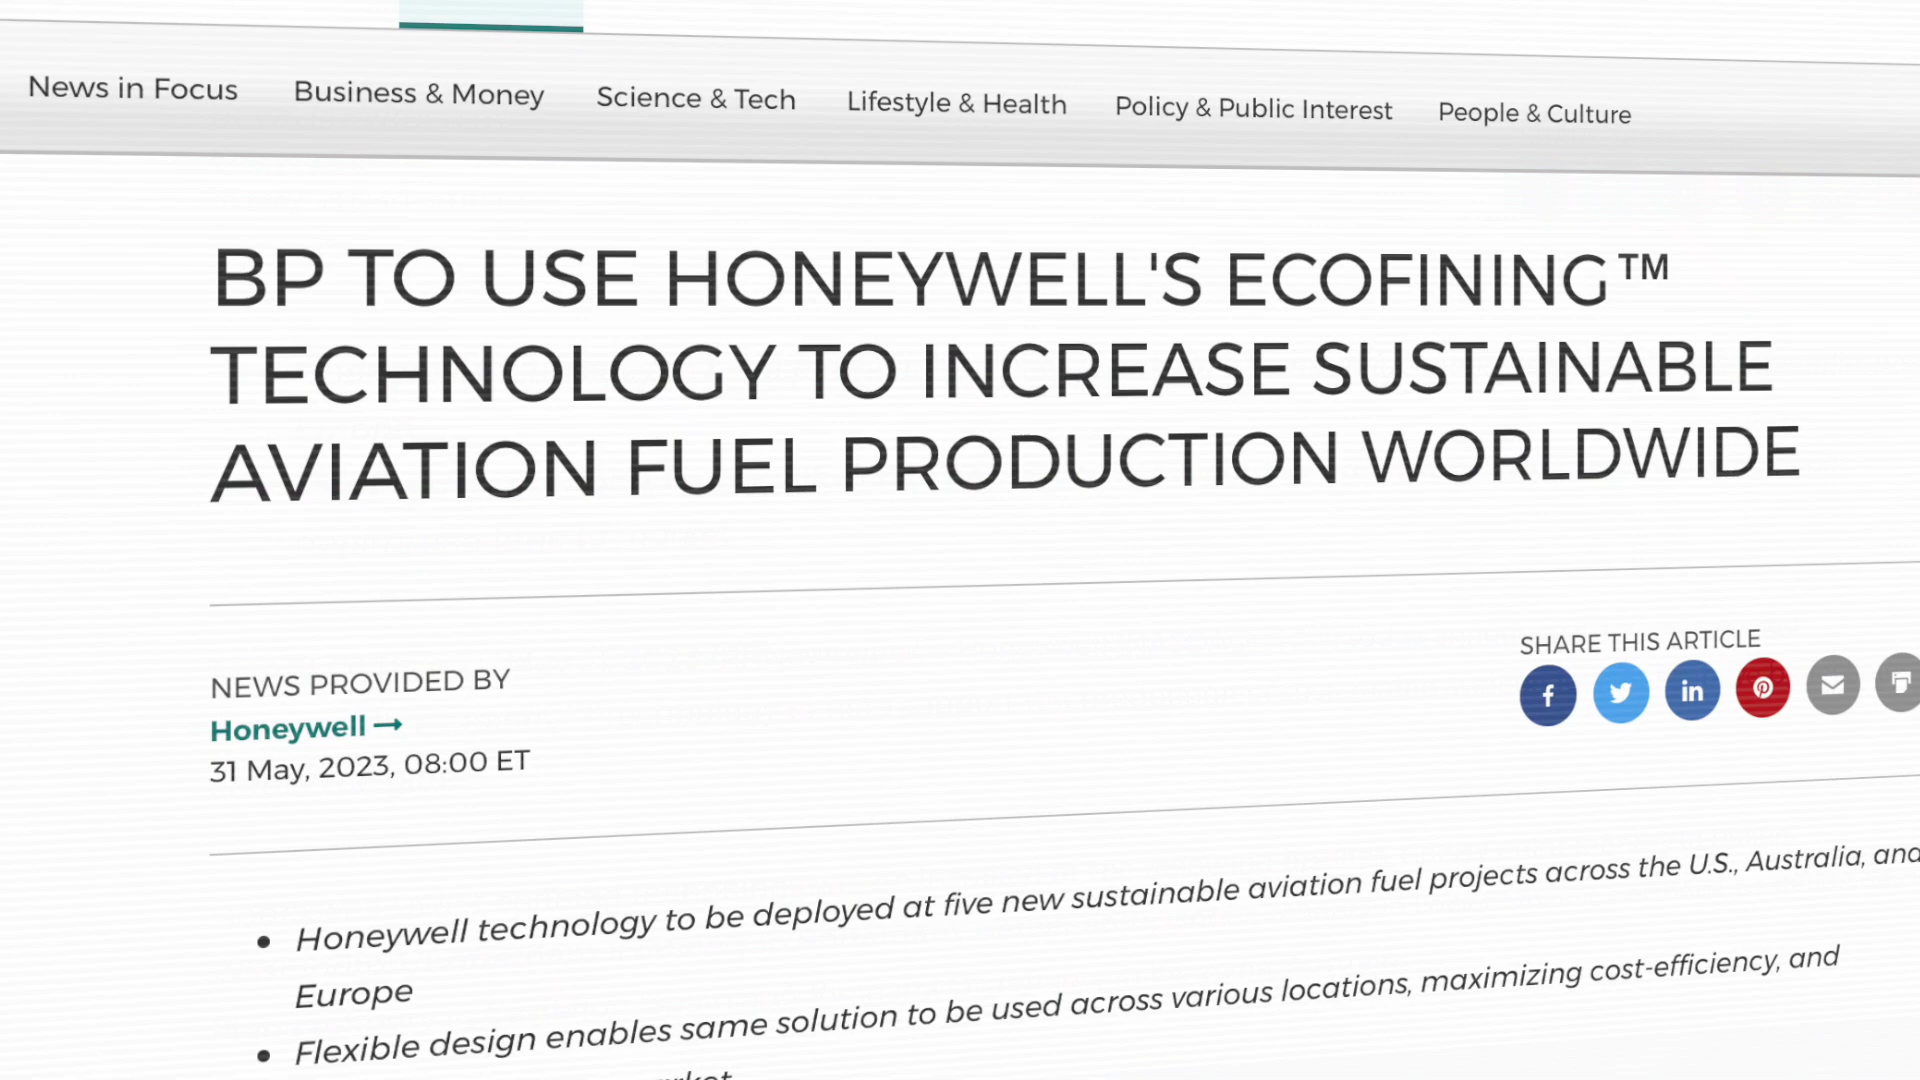 News in Focus Business & Money Science & Tech Lifestyle & Health Policy & Public Interest People & Culture
BP TO USE HONEYWELL'S ECOFINING™
TECHNOLOGY TO INCREASE SUSTAINABLE
AVIATION FUEL PRODUCTION WORLDWIDE
SHARE THIS ARTICLE
NEWS PROVIDED BY
Honeywell →
31 May, 2023, 08:00 ET
• Honeywell technology to be deployed at five new sustainable aviation fuel projects across the U.S., Australia, and
Europe
• Flexible design enables same solution to be used across various locations, maximizing cost-efficiency, and